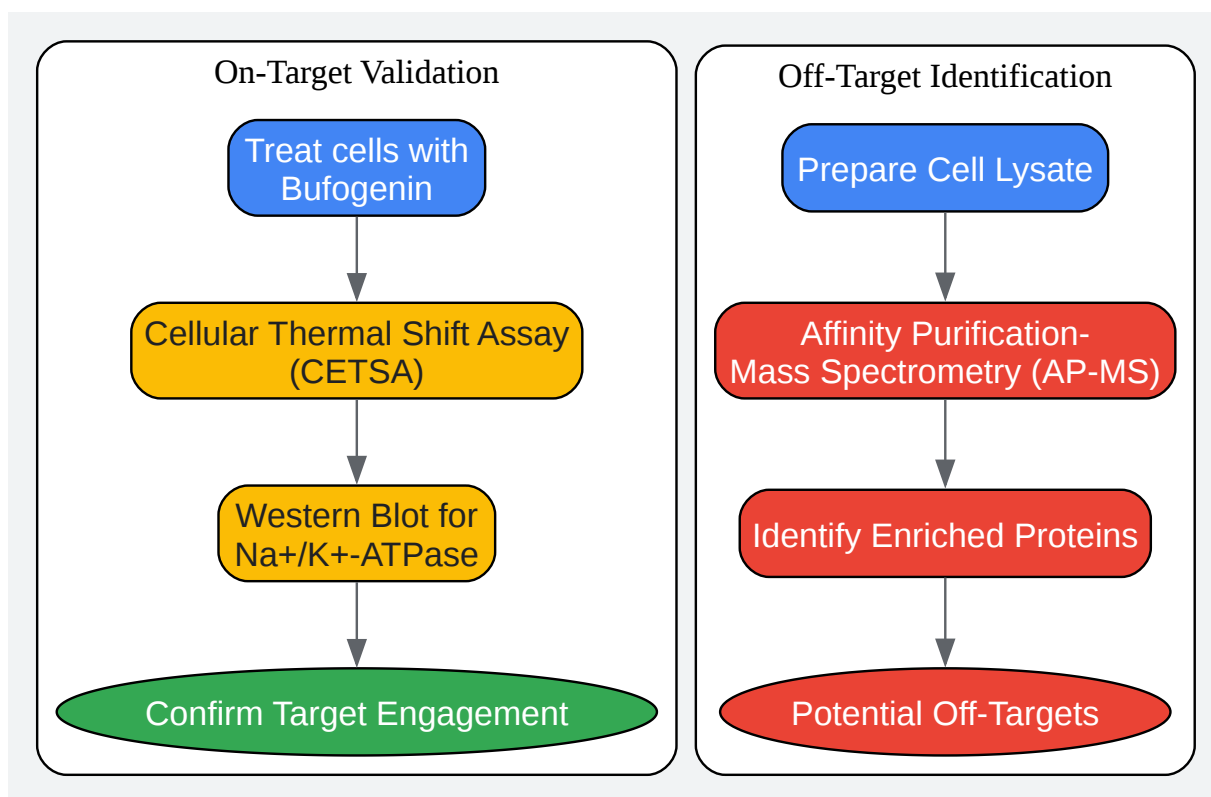 On-Target Validation
Treat cells with
Bufogenin
Cellular Thermal Shift Assay
(CETSA)
Western Blot for
Na+/K+-ATPase
Confirm Target Engagement
Off-Target Identification
Prepare Cell Lysate
Affinity Purification-
Mass Spectrometry (AP-MS)
Identify Enriched Proteins
Potential Off-Targets